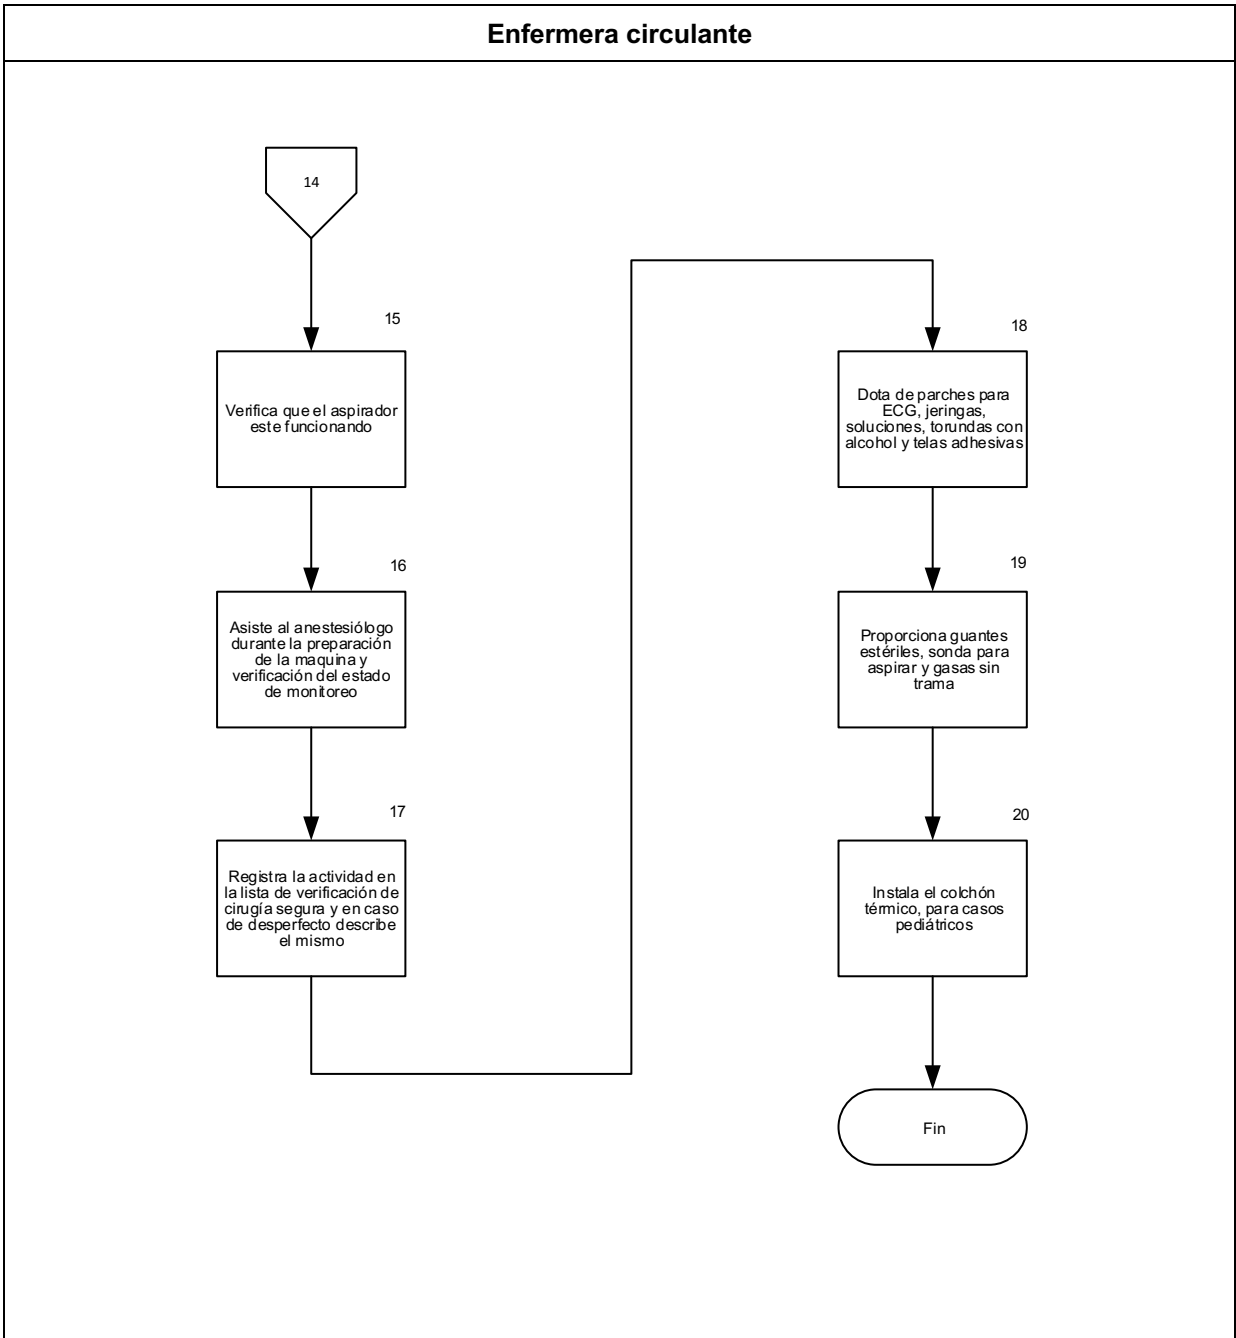 Enfermera circulante
14
15
Verifica que el aspirador
este funcionando
16
Asiste al anestesiólogo
durante la preparación
de la maquina y
verificación del estado
de monitoreo
17
Registra la actividad en
la lista de verificación de
cirugía segura y en caso
de desperfecto describe
el mismo
18
Dota de parches para
ECG, jeringas,
soluciones, torundas con
alcohol y telas adhesivas
19
Proporciona guantes
estériles, sonda para
aspirar y gasas sin
trama
20
Instala el colchón
térmico, para casos
pediátricos
Fin